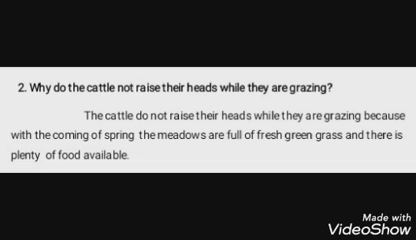 2. Why do the cattle not raise their heads while they are grazing?
The cattle do not raise their heads while they are grazing because
with the coming of spring the meadows are full of fresh green grass and there is
plenty of food available.
Made with
VideoShow